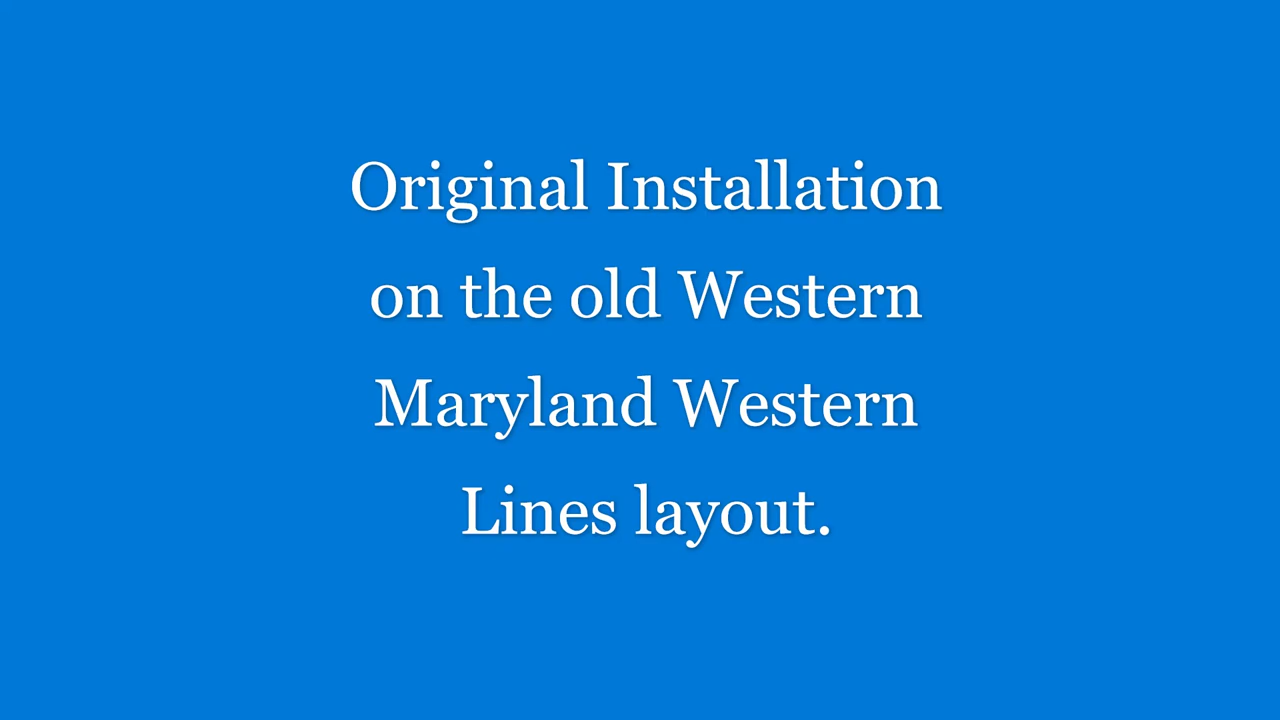 Original Installation
on the old Western
Maryland Western
Lines layout.